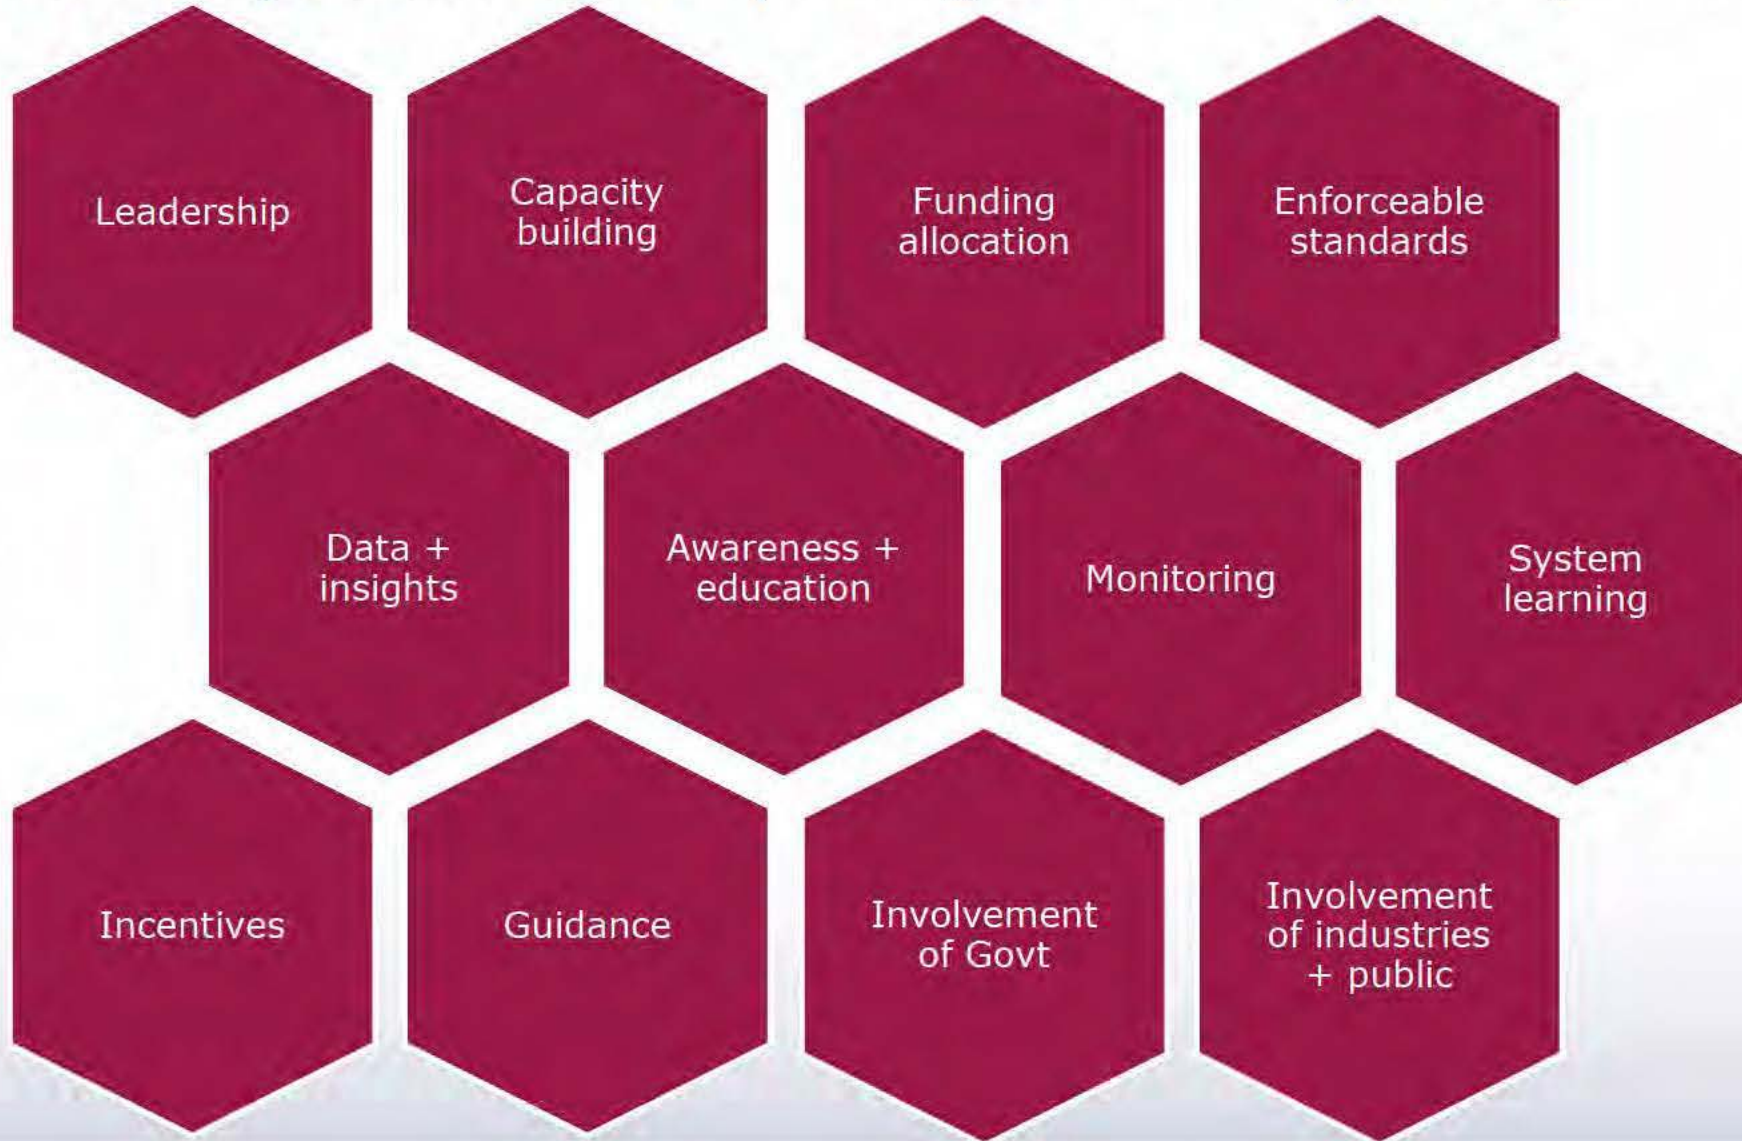 Leadership
Capacity
building
Funding
allocation
Enforceable
standards
Data +
insights
Awareness +
education
Monitoring
System
learning
Incentives
Guidance
Involvement
of Govt
Involvement
of industries
+ public